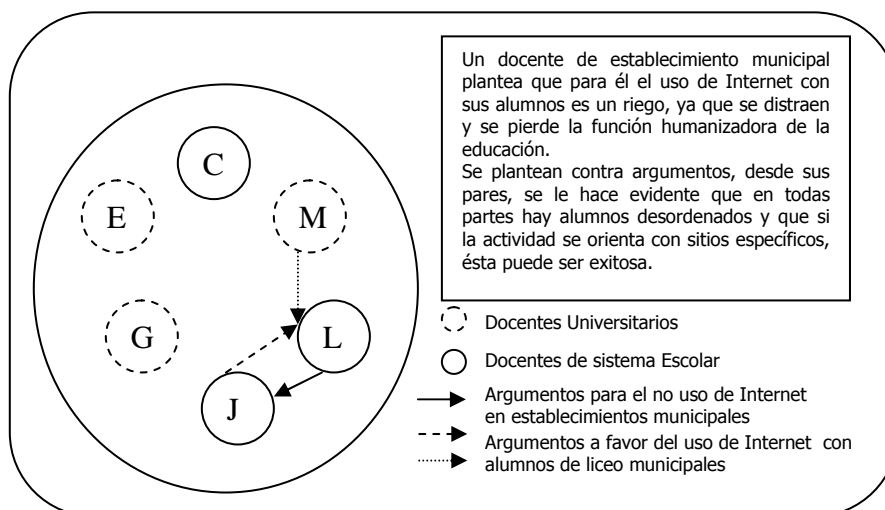 Un docente de establecimiento municipal
plantea que para él el uso de Internet con
sus alumnos es un riego, ya que se distraen
y se pierde la función humanizadora de la
educación.
Se plantean contra argumentos, desde sus
pares, se le hace evidente que en todas
partes hay alumnos desordenados y que si
la actividad se orienta con sitios específicos,
ésta puede ser exitosa.
C
E
M
G
L
J
Docentes Universitarios
Docentes de sistema Escolar
Argumentos para el no uso de Internet
en establecimientos municipales
Argumentos a favor del uso de Internet con
alumnos de liceo municipales